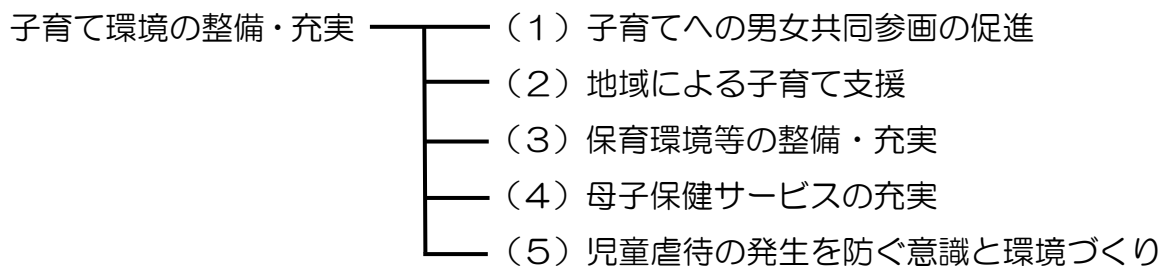 子育て環境の整備・充実 (1)子育てへの男女共同参画の促進
(2)地域による子育て支援
(3)保育環境等の整備・充実
(4)母子保健サービスの充実
(5)児童虐待の発生を防ぐ意識と環境づくり